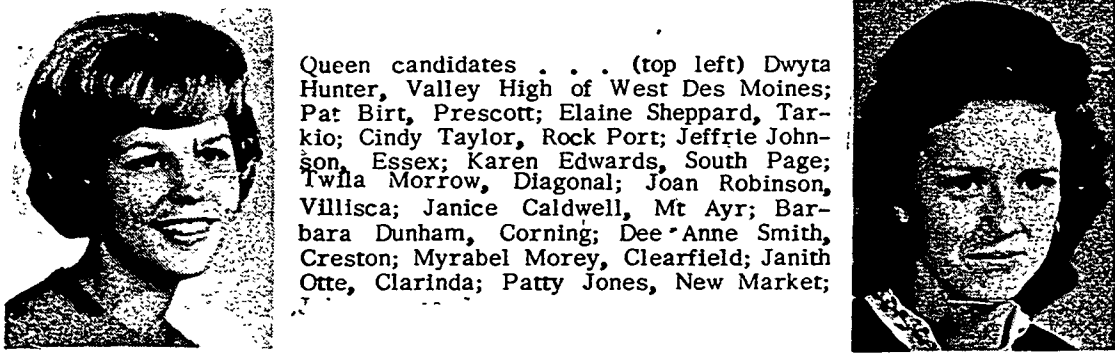 Queen candidates . . . (top left) Dwyta
Hunter, Valley High of West Des Moines;
Pat Birt, Prescott; Elaine Sheppard, Tar-
kio; Cindy Taylor, Rock Port; Jeffrie John-
son, Essex; Karen Edwards, South Page;
Twila Morrow, Diagonal; Joan Robinson,
Villisca; Janice Caldwell, Mt Ayr; Bar-
bara Dunham, Corning; Dee Anne Smith,
Creston; Myrabel Morey, Clearfield; Janith
Otte, Clarinda; Patty Jones, New Market;